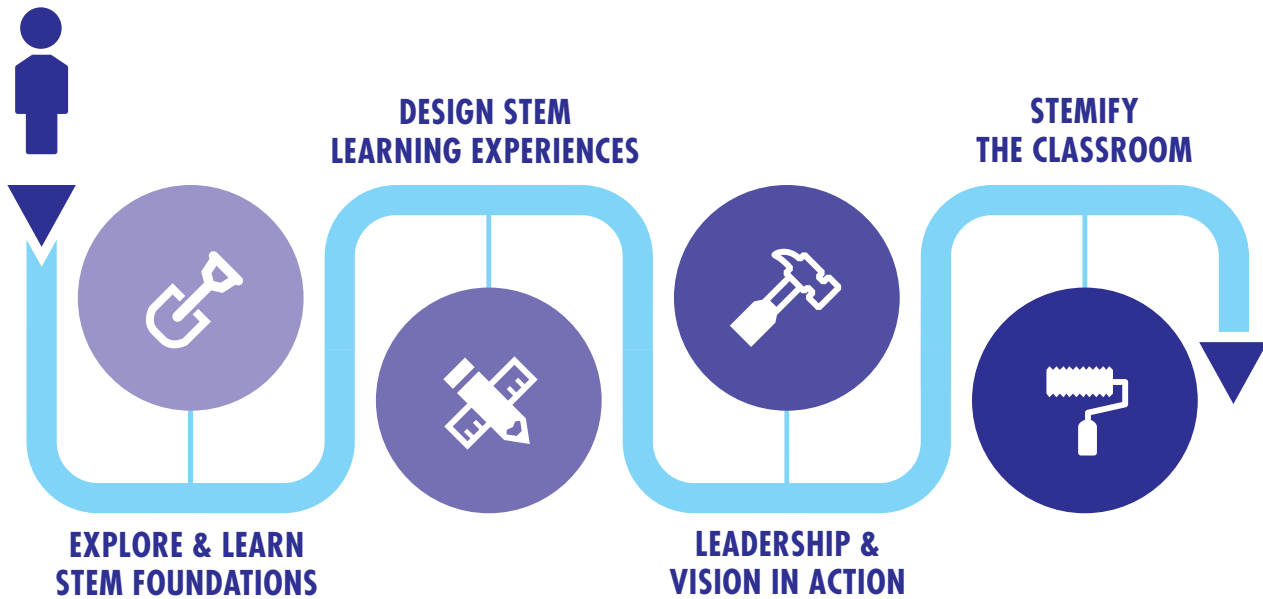 EXPLORE & LEARN
STEM FOUNDATIONS
DESIGN STEM
LEARNING EXPERIENCES
LEADERSHIP &
VISION IN ACTION
STEMIFY
THE CLASSROOM